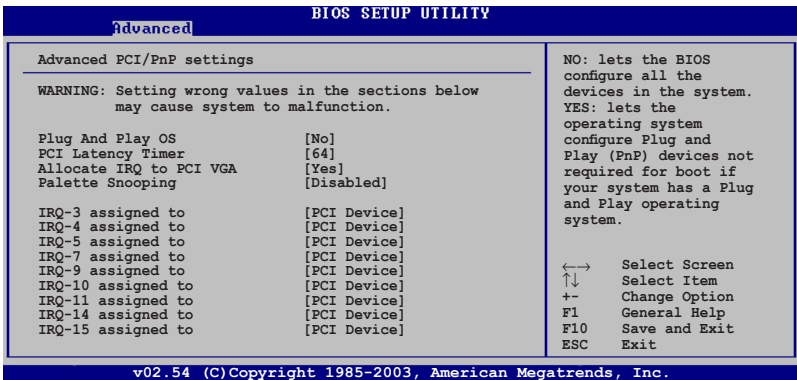 BIOS SETUP UTILITY
Advanced
Advanced PCI/PnP settings
WARNING: Setting wrong values in the sections below
may cause system to malfunction.
Plug And Play OS [No]
PCI Latency Timer [64]
Allocate IRQ to PCI VGA [Yes]
Palette Snooping [Disabled]
IRQ-3 assigned to [PCI Device]
IRQ-4 assigned to [PCI Device]
IRQ-5 assigned to [PCI Device]
IRQ-7 assigned to [PCI Device]
IRQ-9 assigned to [PCI Device]
IRQ-10 assigned to [PCI Device]
IRQ-11 assigned to [PCI Device]
IRQ-14 assigned to [PCI Device]
IRQ-15 assigned to [PCI Device]
NO: lets the BIOS
configure all the
devices in the system.
YES: lets the
operating system
configure Plug and
Play (PnP) devices not
required for boot if
your system has a Plug
and Play operating
system.
←→ Select Screen
↑↓ Select Item
+- Change Option
F1 General Help
F10 Save and Exit
ESC Exit
v02.54 (C)Copyright 1985-2003, American Megatrends, Inc.